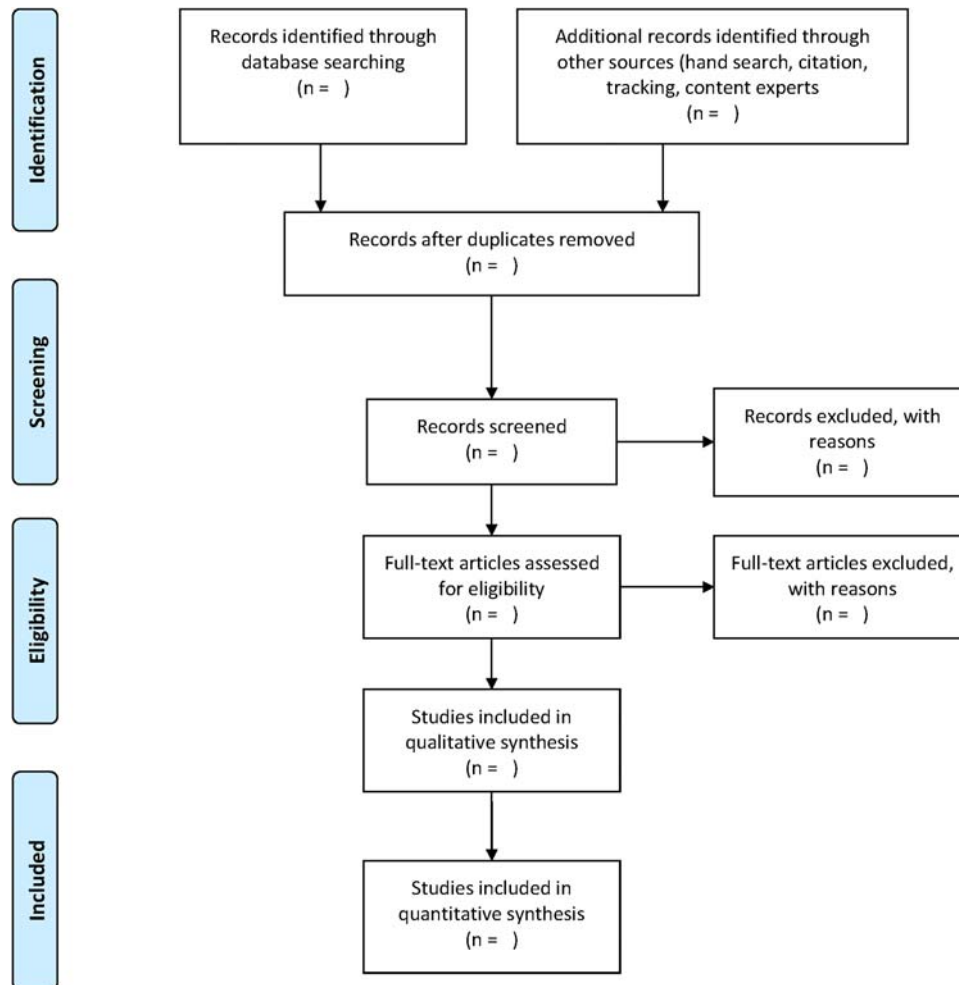 Identification
Records identified through
database searching
(n =   )
Additional records identified through
other sources (hand search, citation,
tracking, content experts
(n =   )
Records after duplicates removed
(n =   )
Screening
Records screened
(n =   )
Records excluded, with
reasons
(n =   )
Eligibility
Full-text articles assessed
for eligibility
(n =   )
Full-text articles excluded,
with reasons
(n =   )
Studies included in
qualitative synthesis
(n =   )
Included
Studies included in
quantitative synthesis
(n =   )